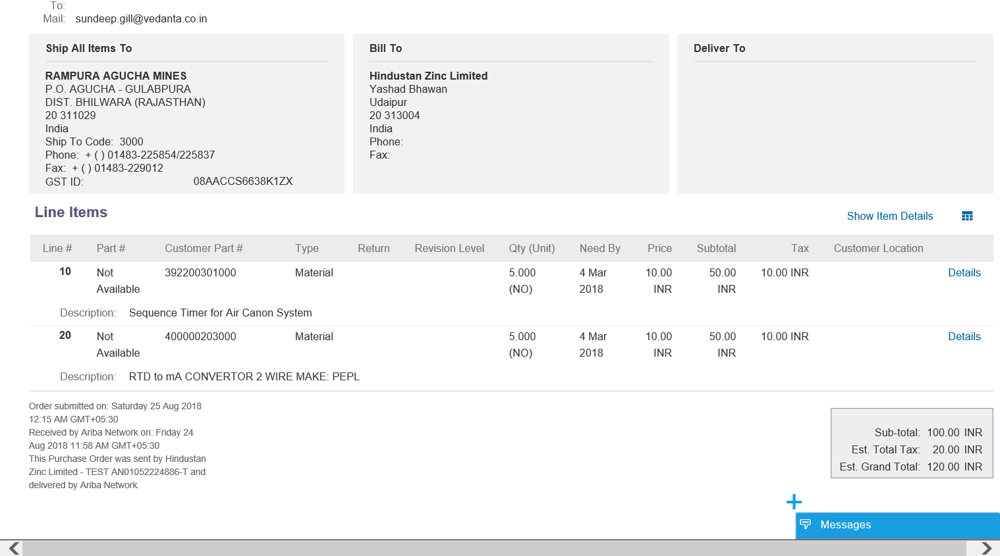 To:
Mail: sundeep.gill@vedanta.co.in
Ship All Items To
RAMPURA AGUCHA MINES
P.O. AGUCHA - GULABPURA
DIST. BHILWARA (RAJASTHAN)
20 311029
India
Ship To Code: 3000
Phone: + ( ) 01483-225854/225837
Fax: + ( ) 01483-229012
GST ID: 08AACCS6638K1ZX
Bill To
Hindustan Zinc Limited
Yashad Bhawan
Udaipur
20 313004
India
Phone:
Fax:
Deliver To
Line Items
Show Item Details
Line # Part # Customer Part # Type Return Revision Level Qty (Unit) Need By Price Subtotal Tax Customer Location
10 Not 392200301000 Material 5.000 4 Mar 10.00 50.00 10.00 INR Details
Available (NO) 2018 INR INR
Description: Sequence Timer for Air Canon System
20 Not 400000203000 Material 5.000 4 Mar 10.00 50.00 10.00 INR Details
Available (NO) 2018 INR INR
Description: RTD to mA CONVERTOR 2 WIRE MAKE: PEPL
Order submitted on: Saturday 25 Aug 2018
12:15 AM GMT+05:30
Received by Ariba Network on: Friday 24
Aug 2018 11:58 AM GMT+05:30
This Purchase Order was sent by Hindustan
Zinc Limited - TEST AN01052224886-T and
delivered by Ariba Network.
Sub-total: 100.00 INR
Est. Total Tax: 20.00 INR
Est. Grand Total: 120.00 INR
Messages